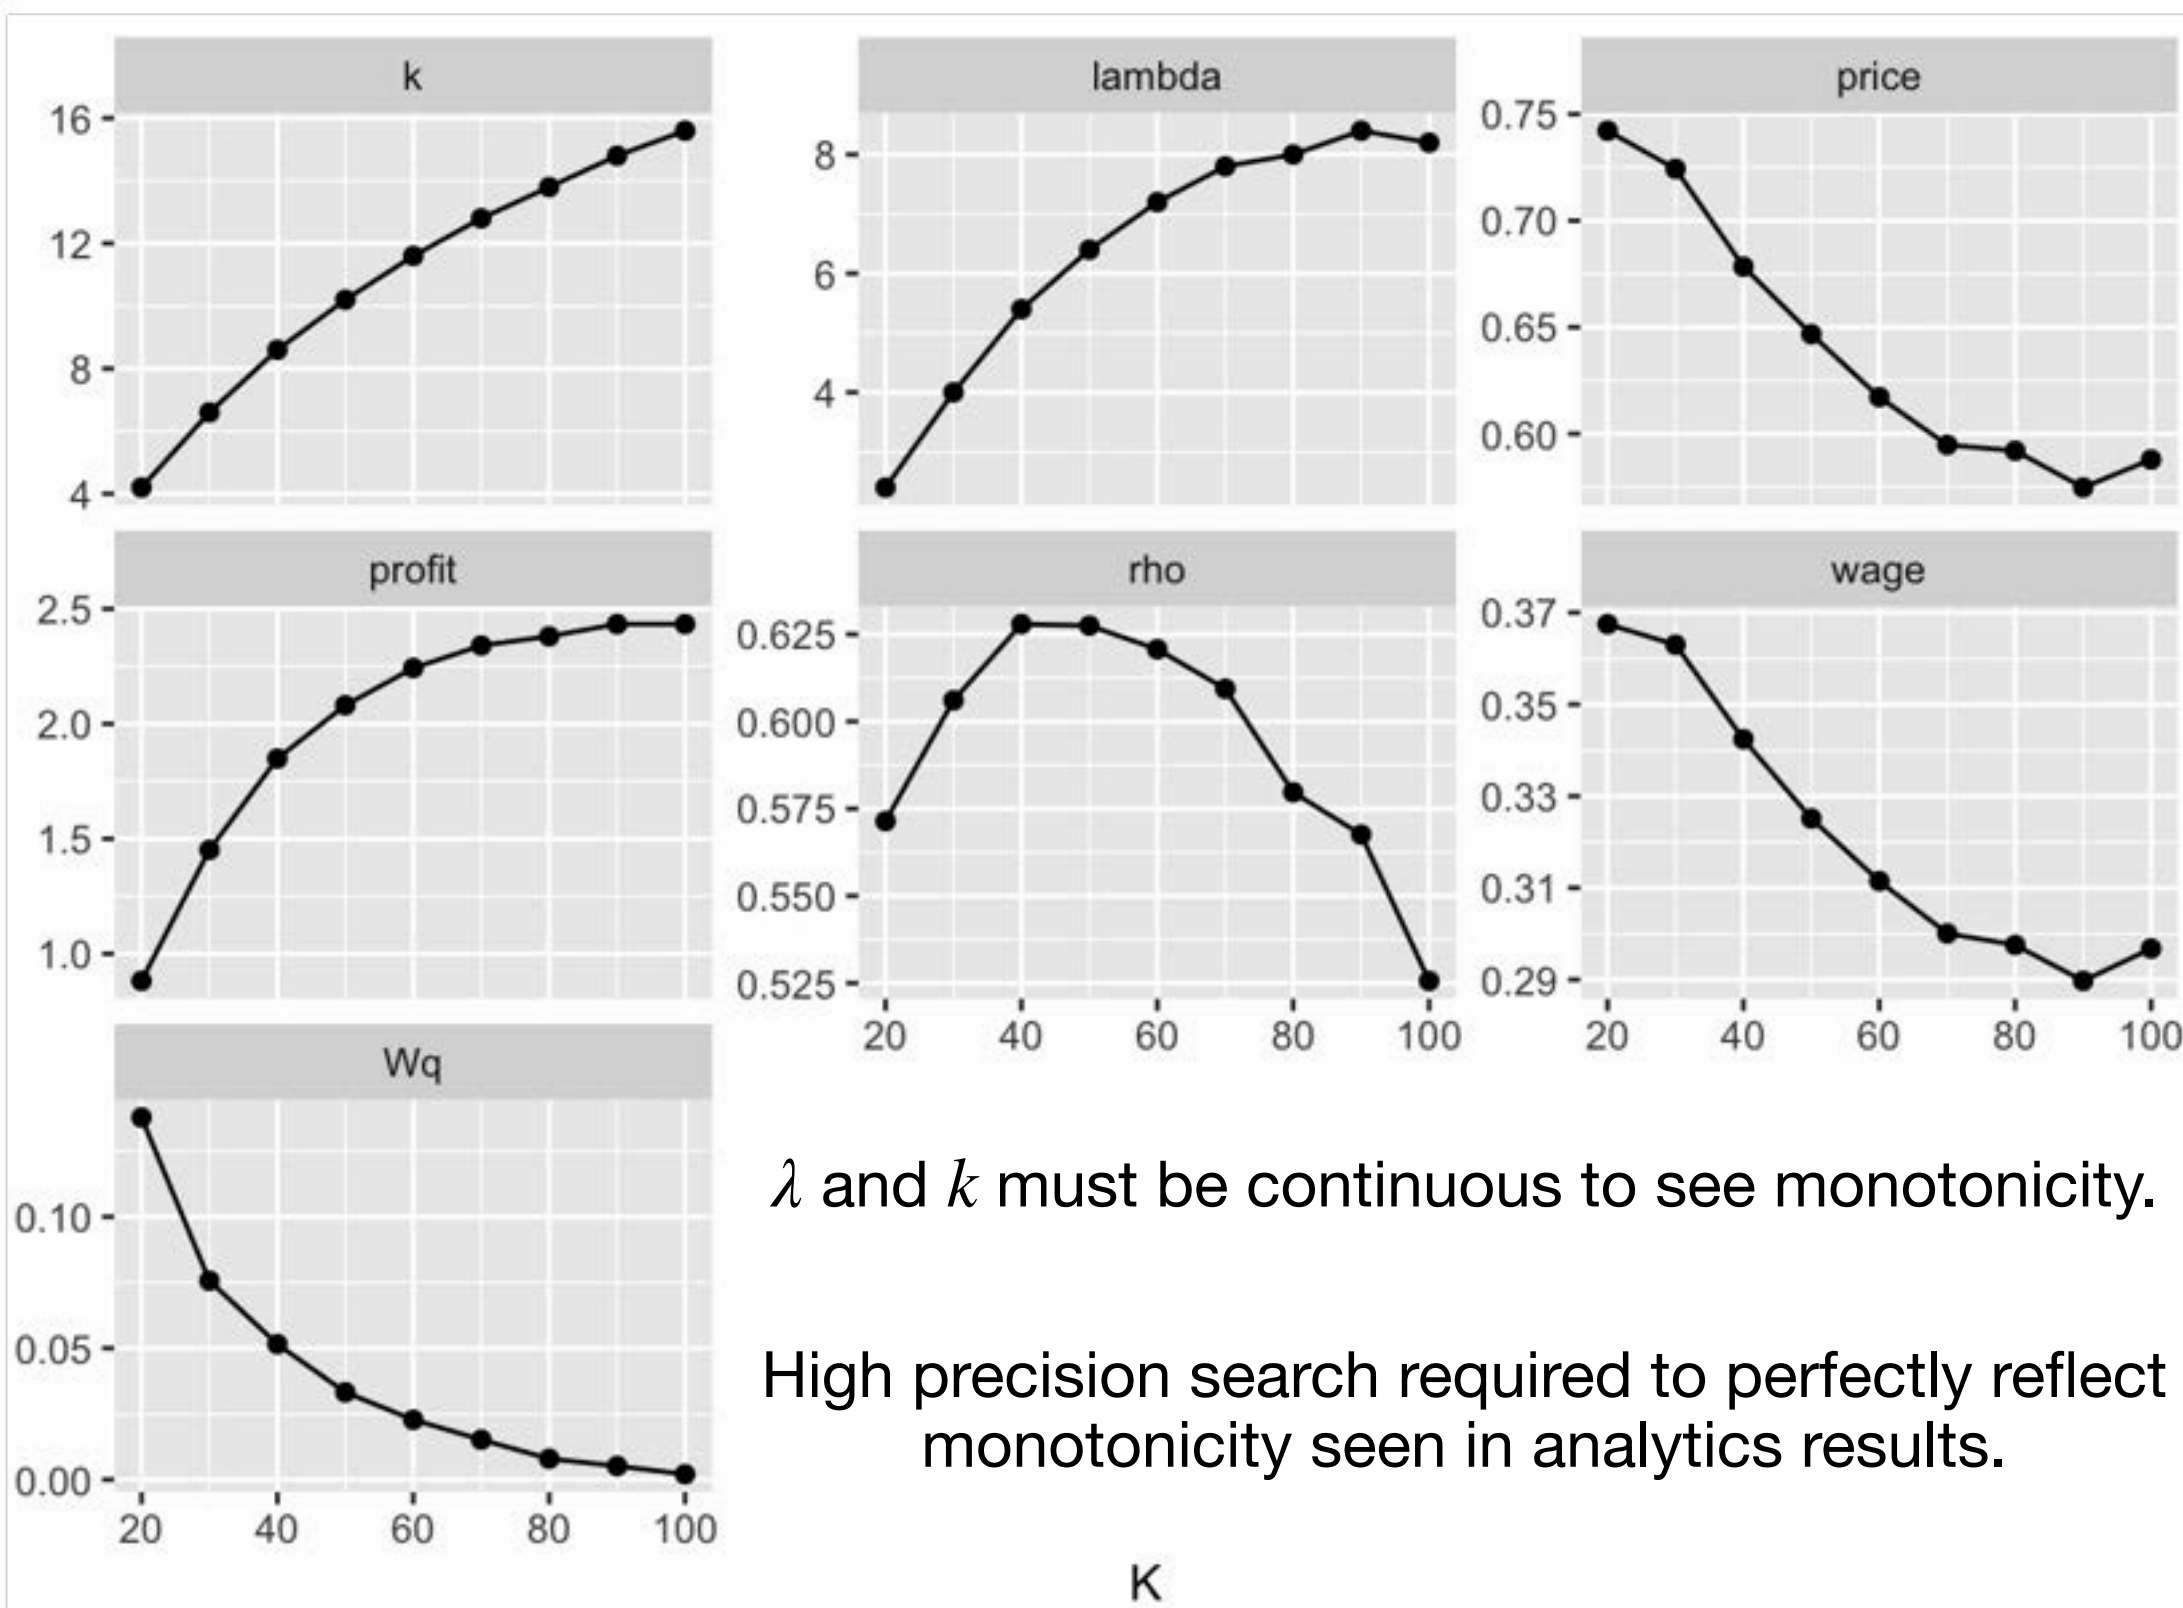 k
16
12
8
4
lambda
8
6
4
price
0.75
0.70
0.65
0.60
profit
2.5
2.0
1.5
1.0
rho
0.625
0.600
0.575
0.550
0.525
20 40 60 80 100
wage
0.37
0.35
0.33
0.31
0.29
20 40 60 80 100
Wq
0.10
0.05
0.00
20 40 60 80 100
λ and k must be continuous to see monotonicity.
High precision search required to perfectly reflect
monotonicity seen in analytics results.
K